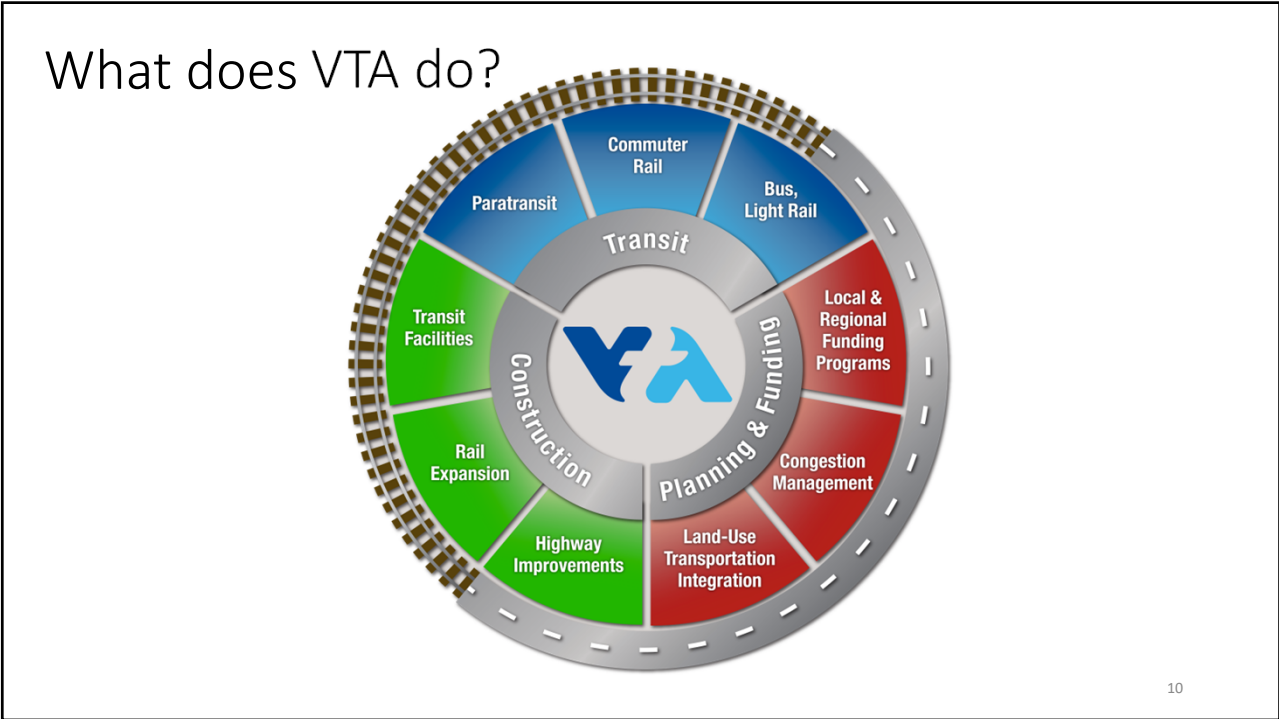 What does VTA do?
Commuter
Rail
Bus,
Light Rail
Paratransit
Transit
Local &
Regional
Funding
Programs
Transit
Facilities
VTA
Construction
Planning & Funding
Rail
Expansion
Congestion
Management
Highway
Improvements
Land-Use
Transportation
Integration
10